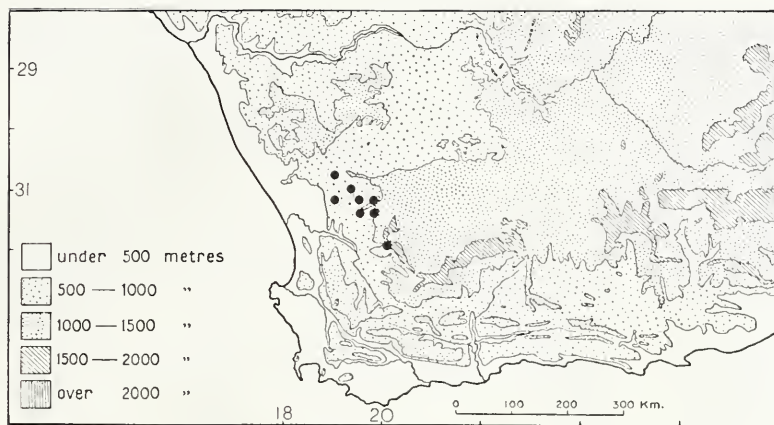 29
31
under 500 metres
500 — 1000 "
1000 — 1500 "
1500 — 2000 "
over 2000 "
18 20
0 100 200 300 Km.